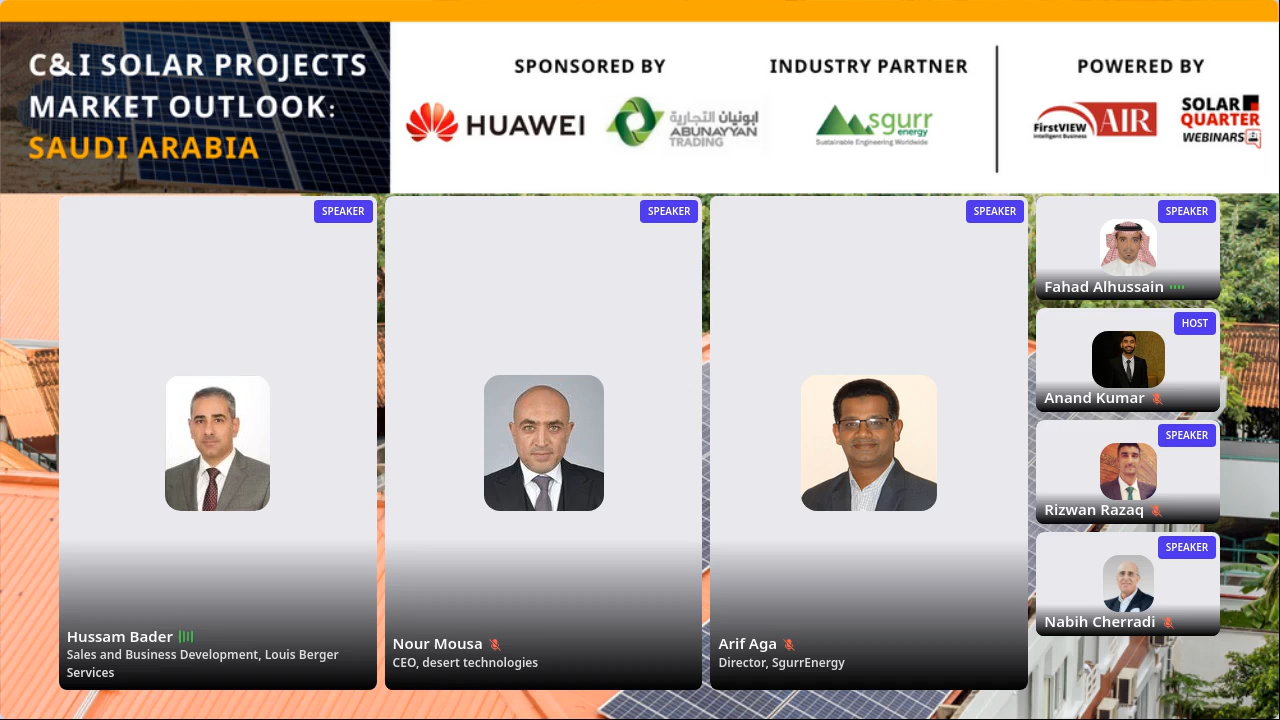 C&I SOLAR PROJECTS
MARKET OUTLOOK:
SAUDI ARABIA
SPONSORED BY
HUAWEI
ابونيان التجارية
ABUNAYYAN
TRADING
INDUSTRY PARTNER
sgurr
energy
Sustainable Engineering Worldwide
POWERED BY
FirstVIEW
Intelligent Business
AIR
SOLAR
QUARTER
WEBINARS
SPEAKER
Hussam Bader
Sales and Business Development, Louis Berger
Services
SPEAKER
Nour Mousa
CEO, desert technologies
SPEAKER
Arif Aga
Director, SgurrEnergy
SPEAKER
Fahad Alhussain
HOST
Anand Kumar
SPEAKER
Rizwan Razaq
SPEAKER
Nabih Cherradi